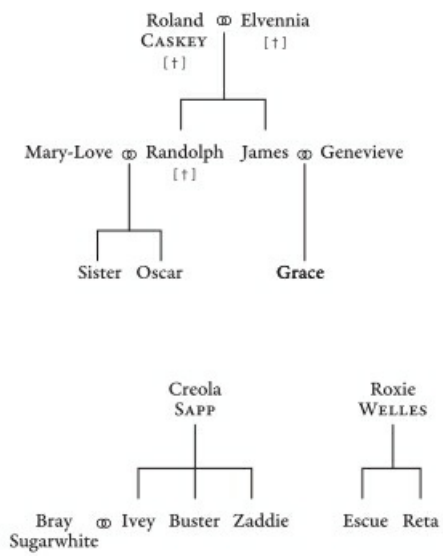 Roland ⚭ Elvennia
CASKEY [†]
[†]
Mary-Love ⚭ Randolph James ⚭ Genevieve
[†]
Sister Oscar Grace
Creola Roxie
SAPP WELLES
Bray ⚭ Ivey Buster Zaddie Escue Reta
Sugarwhite